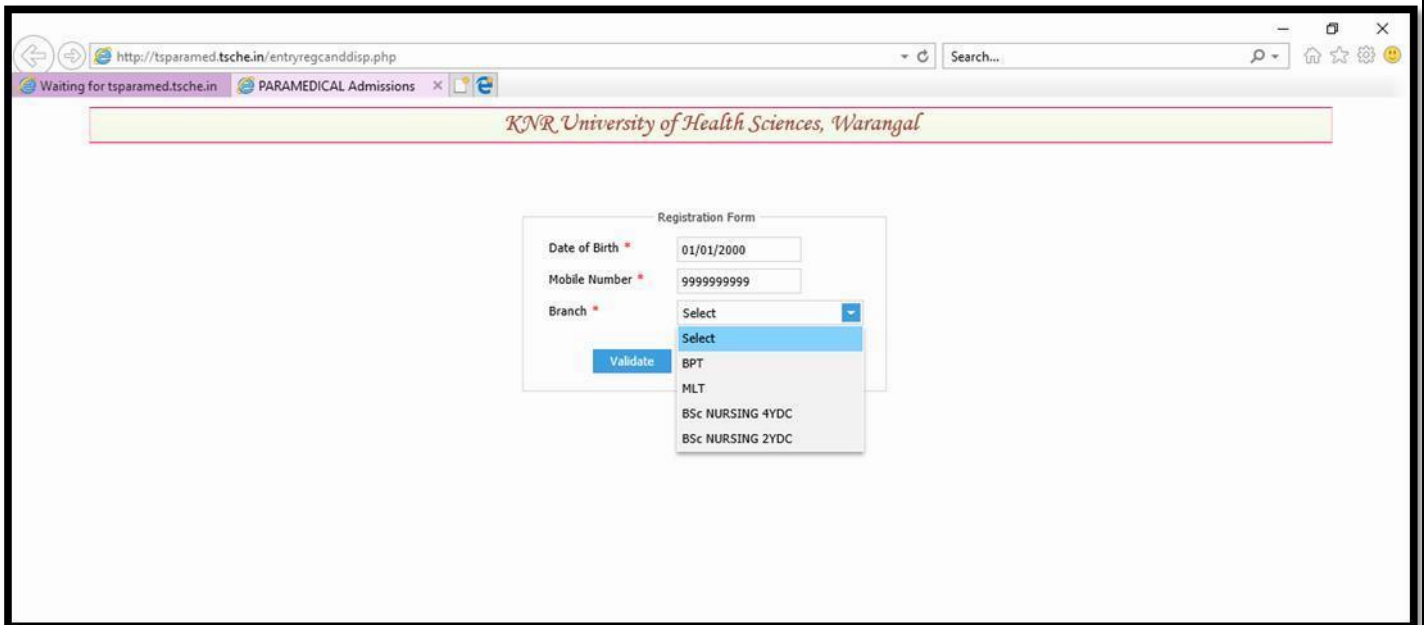 http://tsparamed.tsche.in/entryregcanddisp.php
Search...
Waiting for tsparamed.tsche.in
PARAMEDICAL Admissions
KNR University of Health Sciences, Warangal
Registration Form
Date of Birth * 01/01/2000
Mobile Number * 9999999999
Branch * Select
Select
Validate
BPT
MLT
BSc NURSING 4YDC
BSc NURSING 2YDC